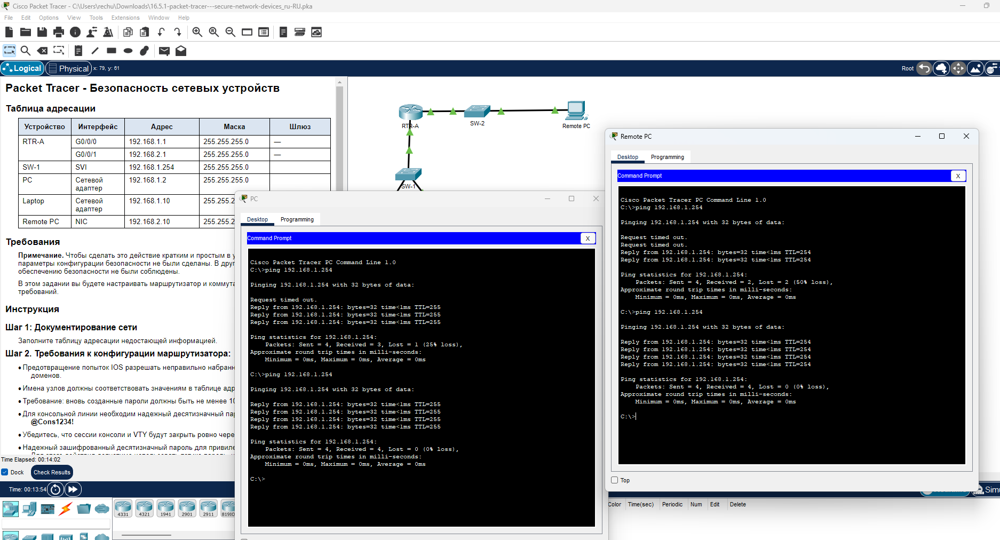 Cisco Packet Tracer - C:\Users\rechu\Downloads\16.5.1-packet-tracer---secure-network-devices_ru-RU.pka
File Edit Options View Tools Extensions Window Help
Logical Physical x: 79, y: 61 Root
Packet Tracer - Безопасность сетевых устройств
Таблица адресации
Устройство Интерфейс Адрес Маска Шлюз
RTR-A G0/0/0 192.168.1.1 255.255.255.0 —
G0/0/1 192.168.2.1 255.255.255.0 —
SW-1 SVI 192.168.1.254 255.255.255.0
PC Сетевой адаптер 192.168.1.2 255.255.255.0
Laptop Сетевой адаптер 192.168.1.10 255.255.2
Remote PC NIC 192.168.2.10 255.255.2
Требования
Примечание. Чтобы сделать это действие кратким и простым в у
параметры конфигурации безопасности не были сделаны. В друг
обеспечению безопасности не были соблюдены.
В этом задании вы будете настраивать маршрутизатор и коммута
требований.
Инструкция
Шаг 1: Документирование сети
Заполните таблицу адресации недостающей информацией.
Шаг 2. Требования к конфигурации маршрутизатора:
• Предотвращение попыток IOS разрешать неправильно набранн
доменов.
• Имена узлов должны соответствовать значениям в таблице адр
• Требование: вновь созданные пароли должны быть не менее 10
• Для консольной линии необходим надежный десятизначный па
@Cons1234!
• Убедитесь, что сессии консоли и VTY будут закрыть ровно чере
• Надежный зашифрованный десятизначный пароль для привиле
Time Elapsed: 00:14:02
Dock Check Results
Time: 00:13:54
4331 4321 1941 2901 2911 819IO
RTR-A
SW-2
Remote PC
SW-1
PC
Desktop Programming
Command Prompt X
Cisco Packet Tracer PC Command Line 1.0
C:\>ping 192.168.1.254
Pinging 192.168.1.254 with 32 bytes of data:
Request timed out.
Reply from 192.168.1.254: bytes=32 time<1ms TTL=255
Reply from 192.168.1.254: bytes=32 time<1ms TTL=255
Reply from 192.168.1.254: bytes=32 time<1ms TTL=255
Ping statistics for 192.168.1.254:
Packets: Sent = 4, Received = 3, Lost = 1 (25% loss),
Approximate round trip times in milli-seconds:
Minimum = 0ms, Maximum = 0ms, Average = 0ms
C:\>ping 192.168.1.254
Pinging 192.168.1.254 with 32 bytes of data:
Reply from 192.168.1.254: bytes=32 time<1ms TTL=255
Reply from 192.168.1.254: bytes=32 time<1ms TTL=255
Reply from 192.168.1.254: bytes=32 time<1ms TTL=255
Reply from 192.168.1.254: bytes=32 time<1ms TTL=255
Ping statistics for 192.168.1.254:
Packets: Sent = 4, Received = 4, Lost = 0 (0% loss),
Approximate round trip times in milli-seconds:
Minimum = 0ms, Maximum = 0ms, Average = 0ms
C:\>
Remote PC
Desktop Programming
Command Prompt X
Cisco Packet Tracer PC Command Line 1.0
C:\>ping 192.168.1.254
Pinging 192.168.1.254 with 32 bytes of data:
Request timed out.
Request timed out.
Reply from 192.168.1.254: bytes=32 time<1ms TTL=254
Reply from 192.168.1.254: bytes=32 time<1ms TTL=254
Ping statistics for 192.168.1.254:
Packets: Sent = 4, Received = 2, Lost = 2 (50% loss),
Approximate round trip times in milli-seconds:
Minimum = 0ms, Maximum = 0ms, Average = 0ms
C:\>ping 192.168.1.254
Pinging 192.168.1.254 with 32 bytes of data:
Reply from 192.168.1.254: bytes=32 time<1ms TTL=254
Reply from 192.168.1.254: bytes=32 time<1ms TTL=254
Reply from 192.168.1.254: bytes=32 time<1ms TTL=254
Reply from 192.168.1.254: bytes=32 time<1ms TTL=254
Ping statistics for 192.168.1.254:
Packets: Sent = 4, Received = 4, Lost = 0 (0% loss),
Approximate round trip times in milli-seconds:
Minimum = 0ms, Maximum = 0ms, Average = 0ms
C:\>
Top
Simu
Color Time(sec) Periodic Num Edit Delete